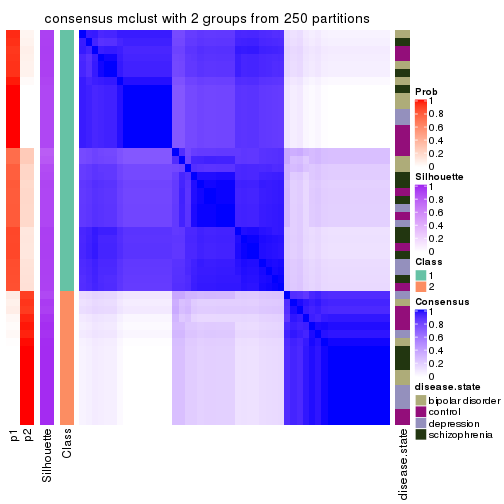 consensus mclust with 2 groups from 250 partitions
Prob
1
0.8
0.6
0.4
0.2
0
Silhouette
1
0.8
0.6
0.4
0.2
0
Class
1
2
Consensus
1
0.8
0.6
0.4
0.2
0
disease.state
bipolar disorder
control
depression
schizophrenia
p1
p2
Silhouette
Class
disease.state